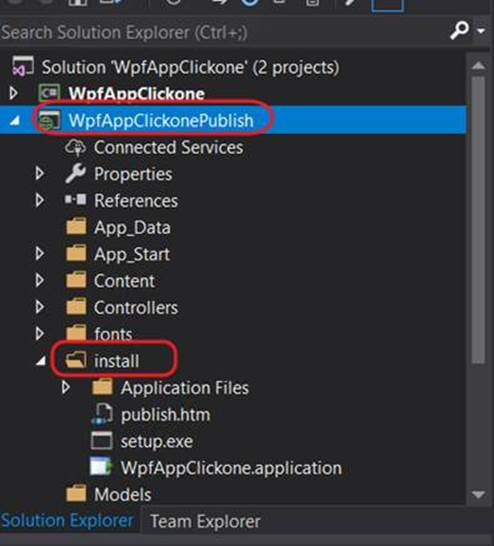 Search Solution Explorer (Ctrl+;)
Solution 'WpfAppClickone' (2 projects)
C# WpfAppClickone
WpfAppClickonePublish
Connected Services
Properties
References
App_Data
App_Start
Content
Controllers
fonts
install
Application Files
publish.htm
setup.exe
WpfAppClickone.application
Models
Solution Explorer Team Explorer